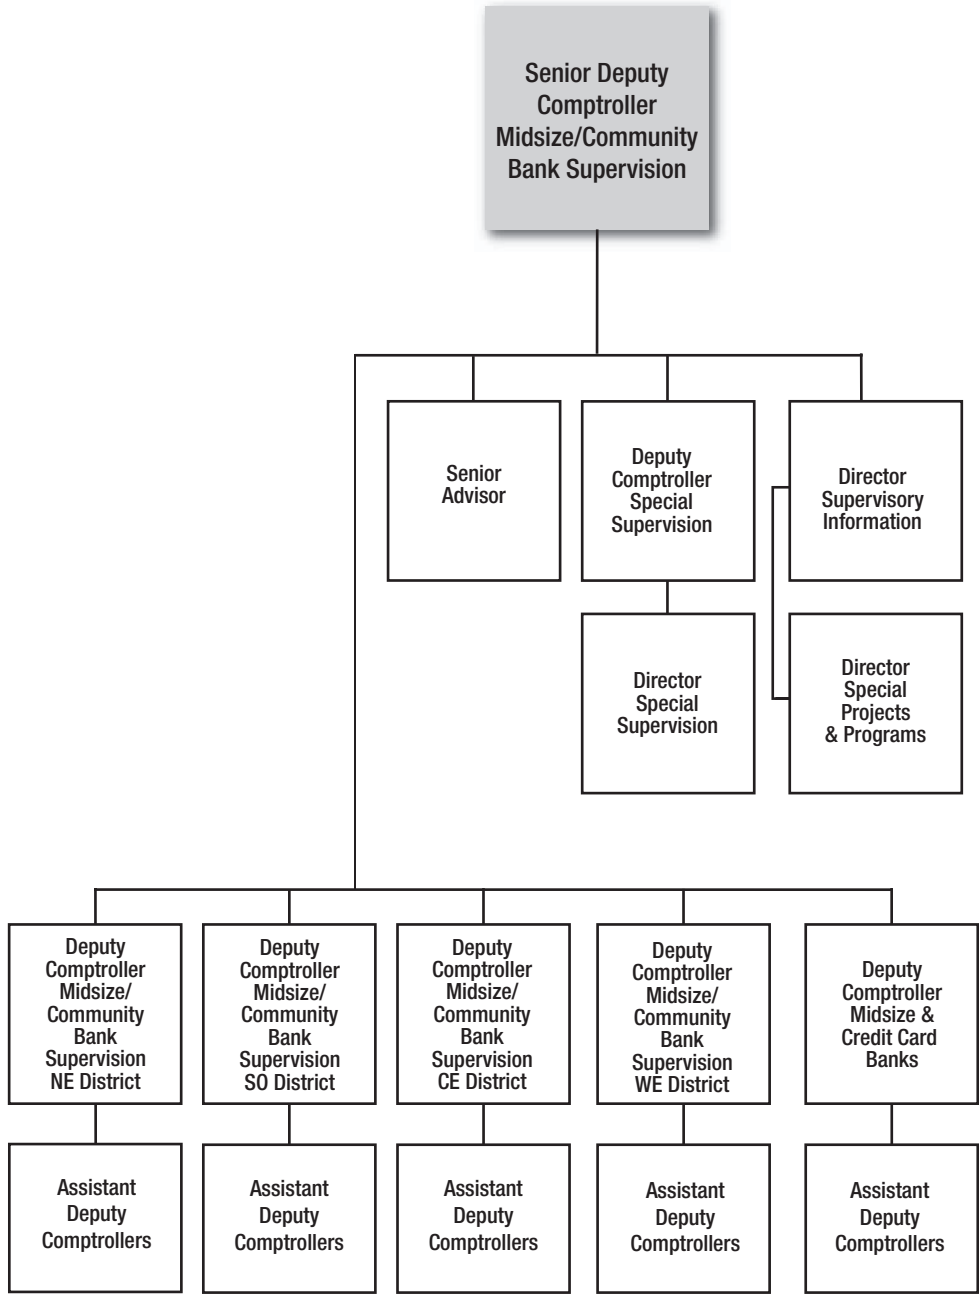 Senior Deputy
Comptroller
Midsize/Community
Bank Supervision
Senior
Advisor
Deputy
Comptroller
Special
Supervision
Director
Supervisory
Information
Director
Special
Supervision
Director
Special
Projects
& Programs
Deputy
Comptroller
Midsize/
Community
Bank
Supervision
NE District
Deputy
Comptroller
Midsize/
Community
Bank
Supervision
SO District
Deputy
Comptroller
Midsize/
Community
Bank
Supervision
CE District
Deputy
Comptroller
Midsize/
Community
Bank
Supervision
WE District
Deputy
Comptroller
Midsize &
Credit Card
Banks
Assistant
Deputy
Comptrollers
Assistant
Deputy
Comptrollers
Assistant
Deputy
Comptrollers
Assistant
Deputy
Comptrollers
Assistant
Deputy
Comptrollers